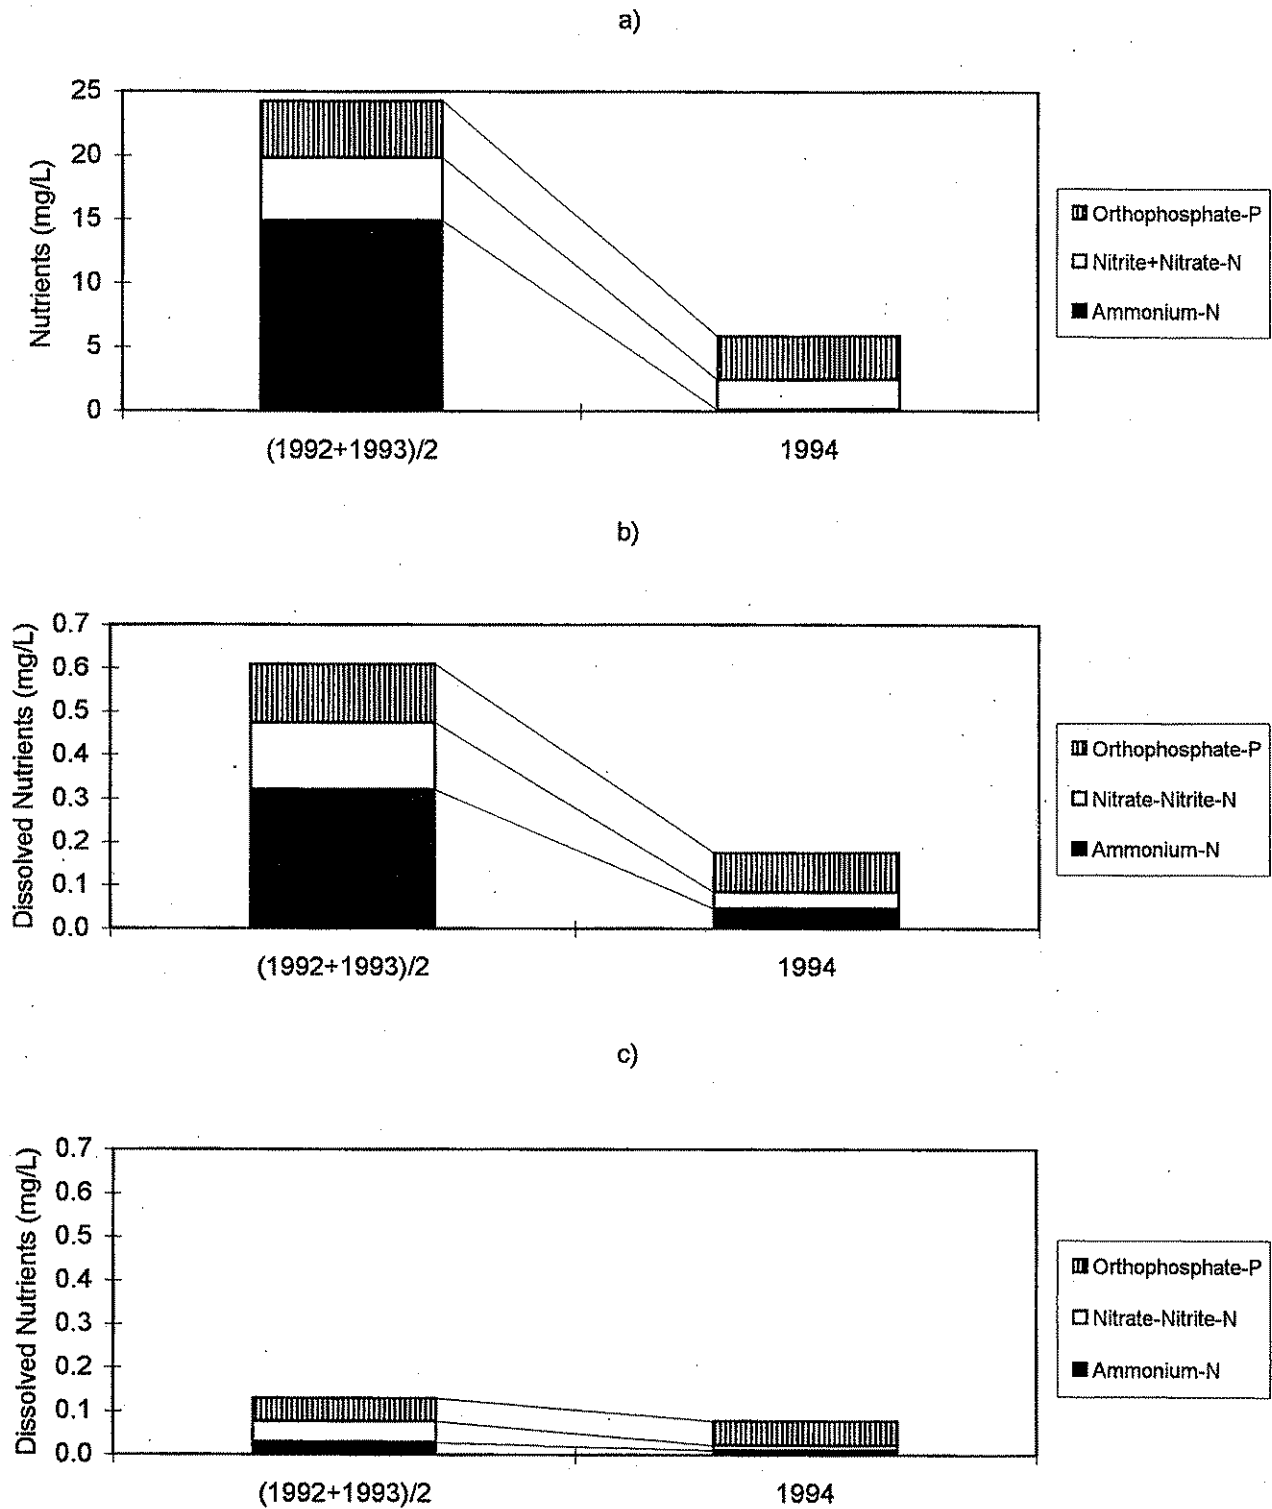 a)
Nutrients (mg/L)
25
20
15
10
5
0
(1992+1993)/2
1994
Orthophosphate-P
Nitrite+Nitrate-N
Ammonium-N
b)
Dissolved Nutrients (mg/L)
0.7
0.6
0.5
0.4
0.3
0.2
0.1
0.0
(1992+1993)/2
1994
Orthophosphate-P
Nitrate-Nitrite-N
Ammonium-N
c)
Dissolved Nutrients (mg/L)
0.7
0.6
0.5
0.4
0.3
0.2
0.1
0.0
(1992+1993)/2
1994
Orthophosphate-P
Nitrate-Nitrite-N
Ammonium-N